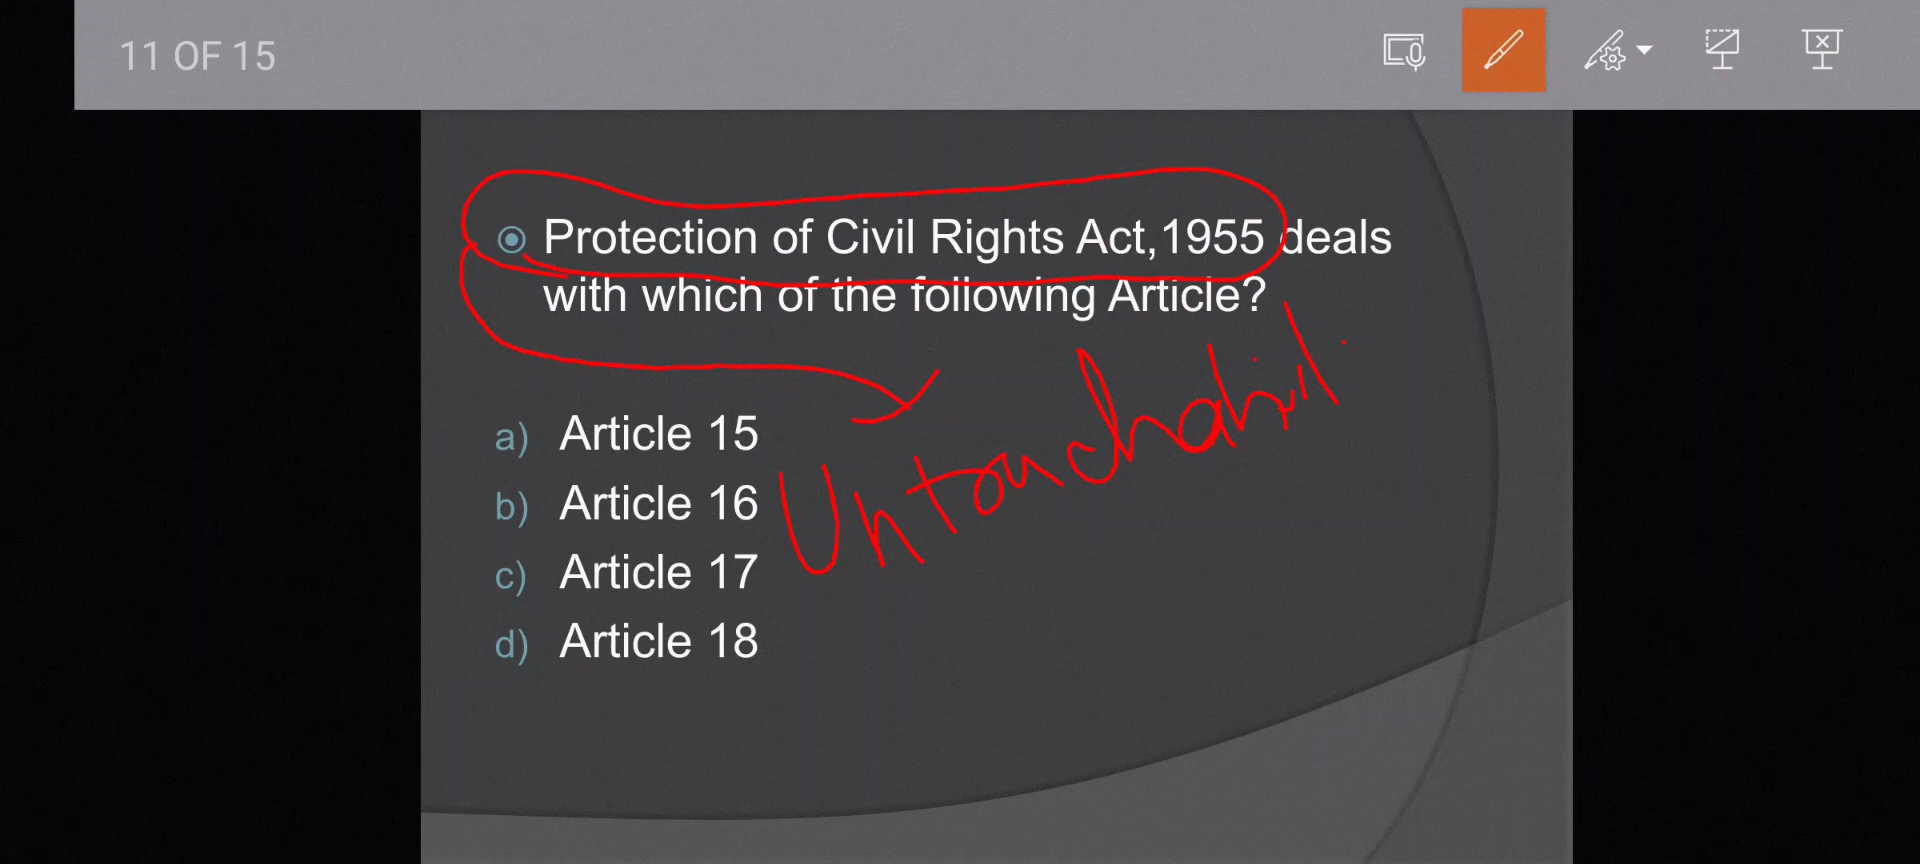 11 OF 15
Protection of Civil Rights Act,1955 deals
with which of the following Article?
a) Article 15
b) Article 16
c) Article 17
d) Article 18